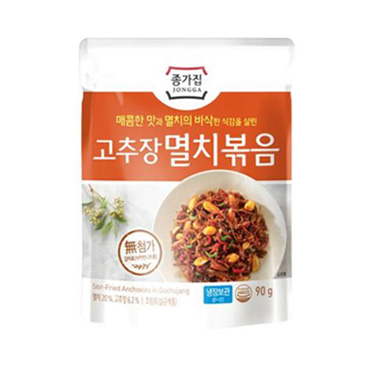 종가집
JONGGA
매콤한 맛과 멸치의 바삭한 식감을 살린
고추장멸치볶음
無첨가
Stir-Fried Anchovies in Gochujang
냉장보관
90 g